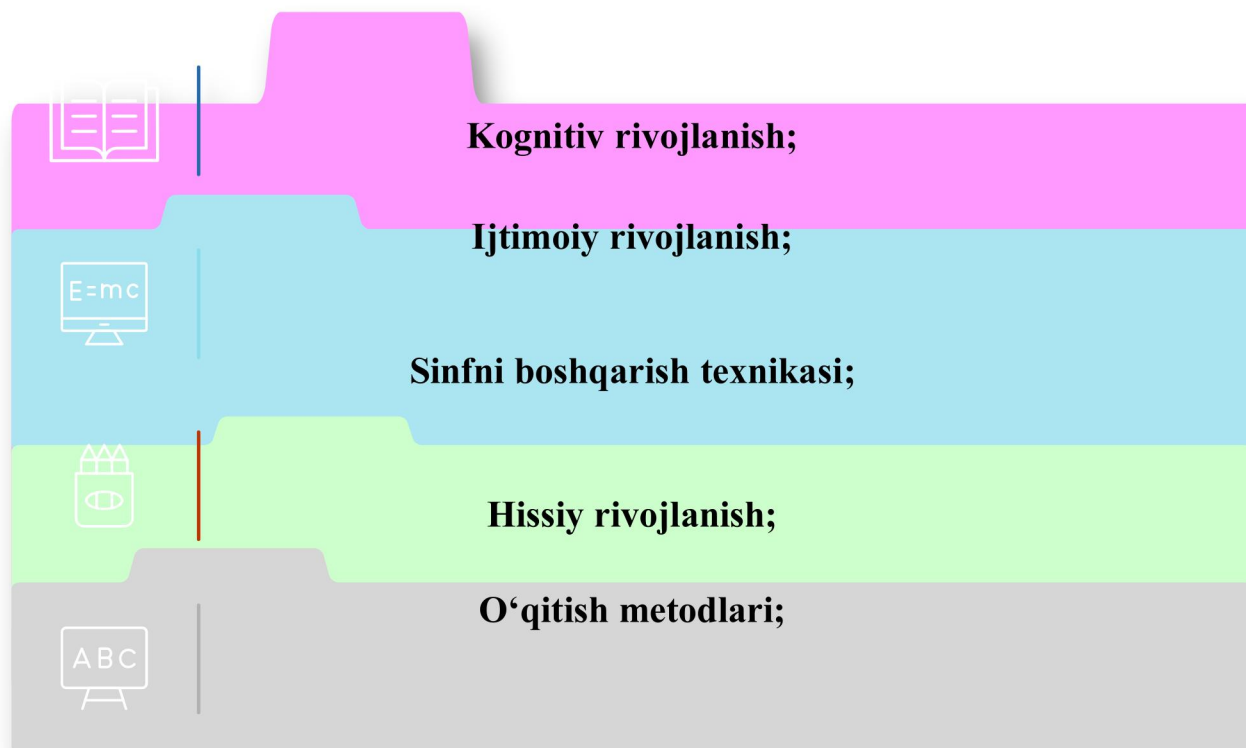 Kognitiv rivojlanish;
Ijtimoiy rivojlanish;
E=mc
Sinfni boshqarish texnikasi;
Hissiy rivojlanish;
O‘qitish metodlari;
ABC